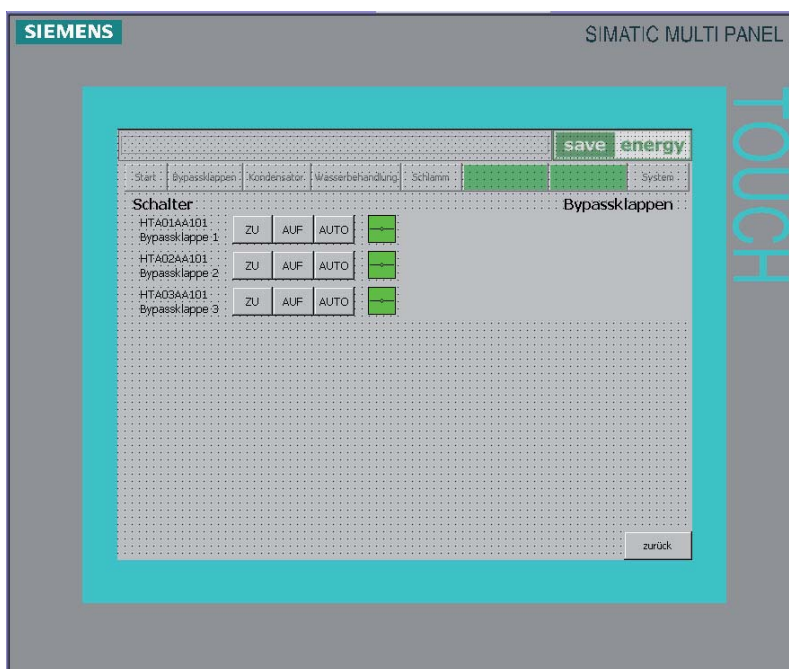 SIEMENS
SIMATIC MULTI PANEL
TOUCH
save energy
Start Bypassklappen Kondensator Wasserbehandlung Schlamm System
Schalter Bypassklappen
HTA01AA101
Bypassklappe 1 ZU AUF AUTO
HTA02AA101
Bypassklappe 2 ZU AUF AUTO
HTA03AA101
Bypassklappe 3 ZU AUF AUTO
zurück